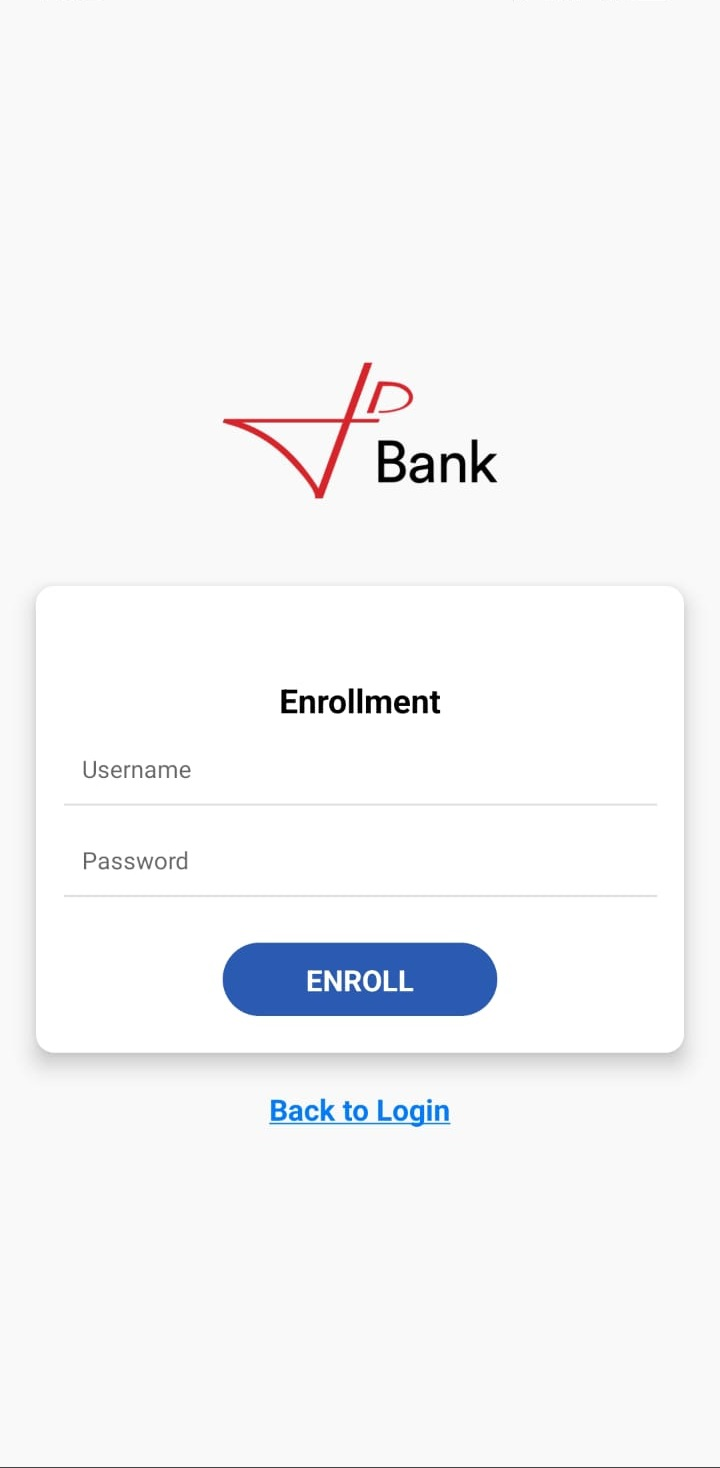 D
Bank
Enrollment
Username
Password
ENROLL
Back to Login